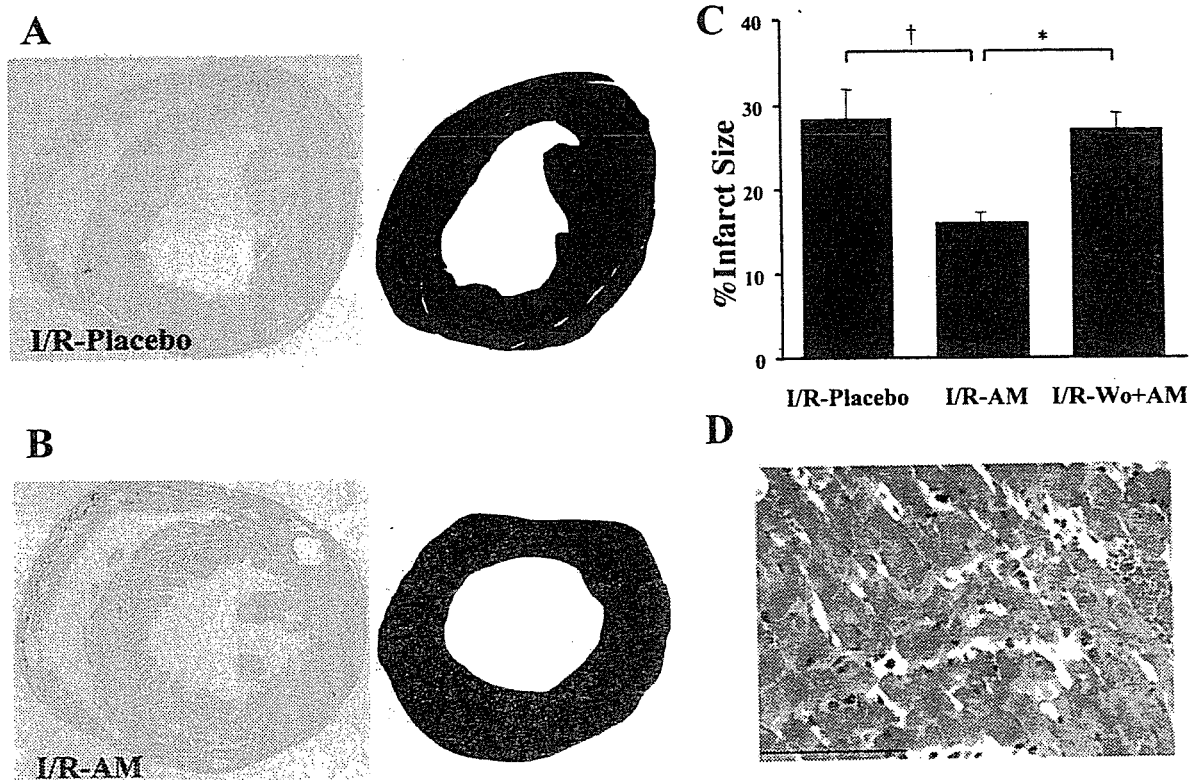 A
I/R-Placebo
B
I/R-AM
C
% Infarct Size
40
30
20
10
0
†
*
I/R-Placebo I/R-AM I/R-Wo+AM
D